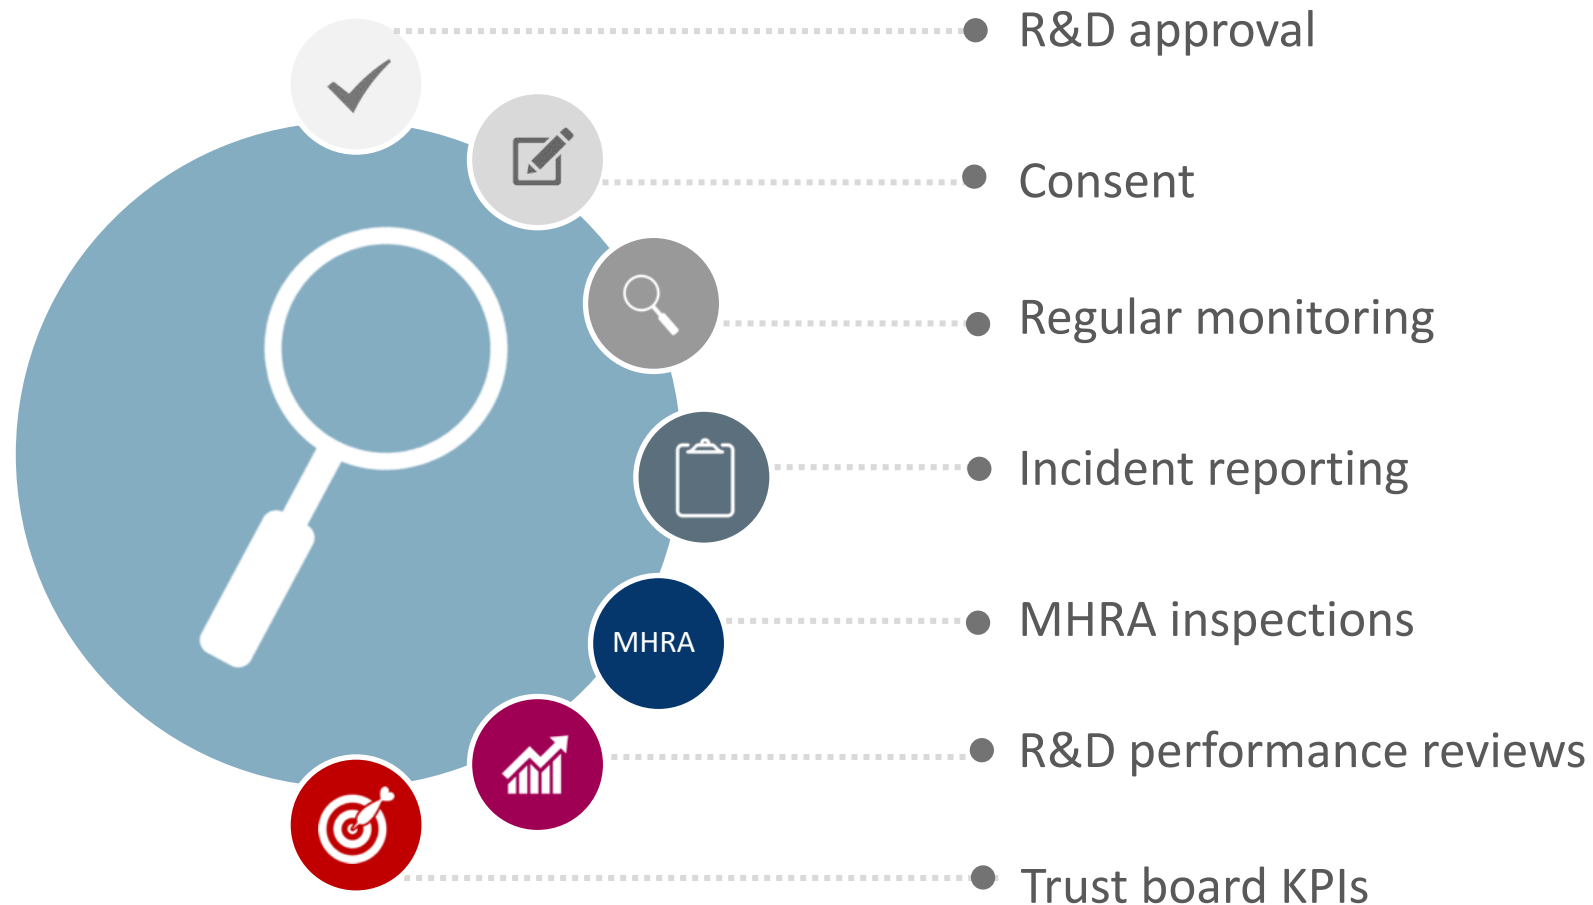 R&D approval
Consent
Regular monitoring
Incident reporting
MHRA
MHRA inspections
R&D performance reviews
Trust board KPIs